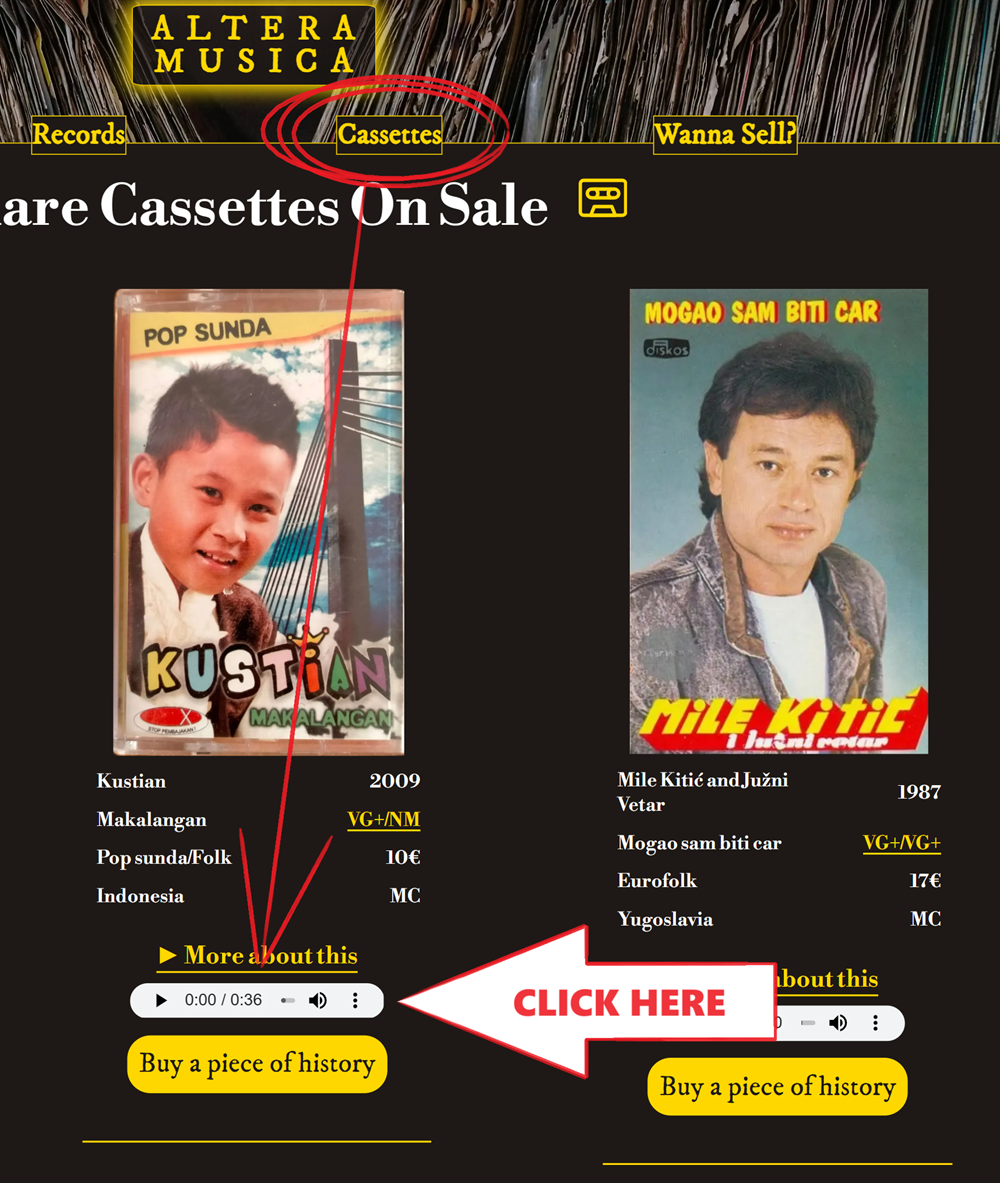 ALTERA
MUSICA
Records
Cassettes
Wanna Sell?
are Cassettes On Sale
POP SUNDA
KUSTIAN
MAKALANGAN
X
STOP PEMBAJAKAN !
MOGAO SAM BITI CAR
diskos
MiLE KiTiĆ
i Južni vetar
Kustian
2009
Makalangan
VG+/NM
Pop sunda/Folk
10€
Indonesia
MC
► More about this
0:00 / 0:36
Buy a piece of history
Mile Kitić and Južni
Vetar
1987
Mogao sam biti car
VG+/VG+
Eurofolk
17€
Yugoslavia
MC
about this
0
Buy a piece of history
CLICK HERE